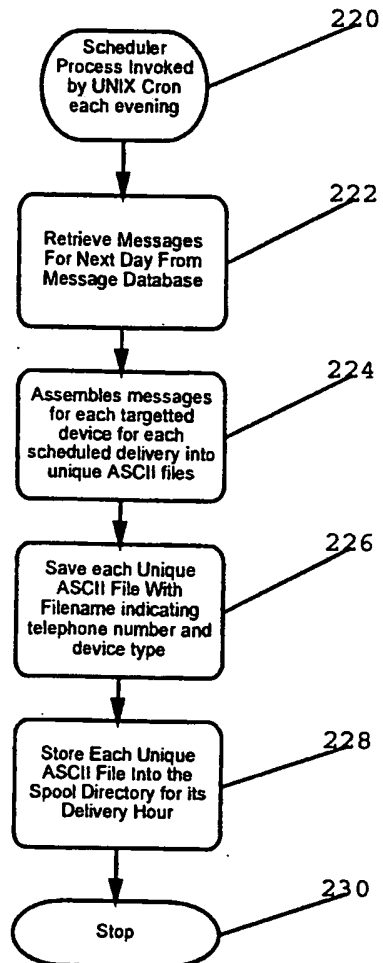 220
Scheduler
Process Invoked
by UNIX Cron
each evening
222
Retrieve Messages
For Next Day From
Message Database
224
Assembles messages
for each targetted
device for each
scheduled delivery into
unique ASCII files
226
Save each Unique
ASCII File With
Filename indicating
telephone number and
device type
228
Store Each Unique
ASCII File Into the
Spool Directory for its
Delivery Hour
230
Stop